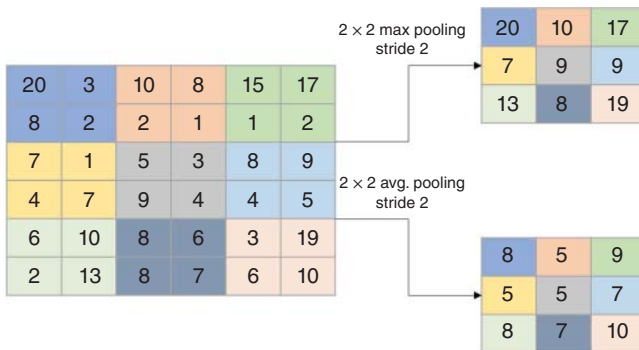 2 × 2 max pooling
stride 2
20 10 17
7 9 9
13 8 19
20 3 10 8 15 17
8 2 2 1 1 2
7 1 5 3 8 9
4 7 9 4 4 5
6 10 8 6 3 19
2 13 8 7 6 10
2 × 2 avg. pooling
stride 2
8 5 9
5 5 7
8 7 10